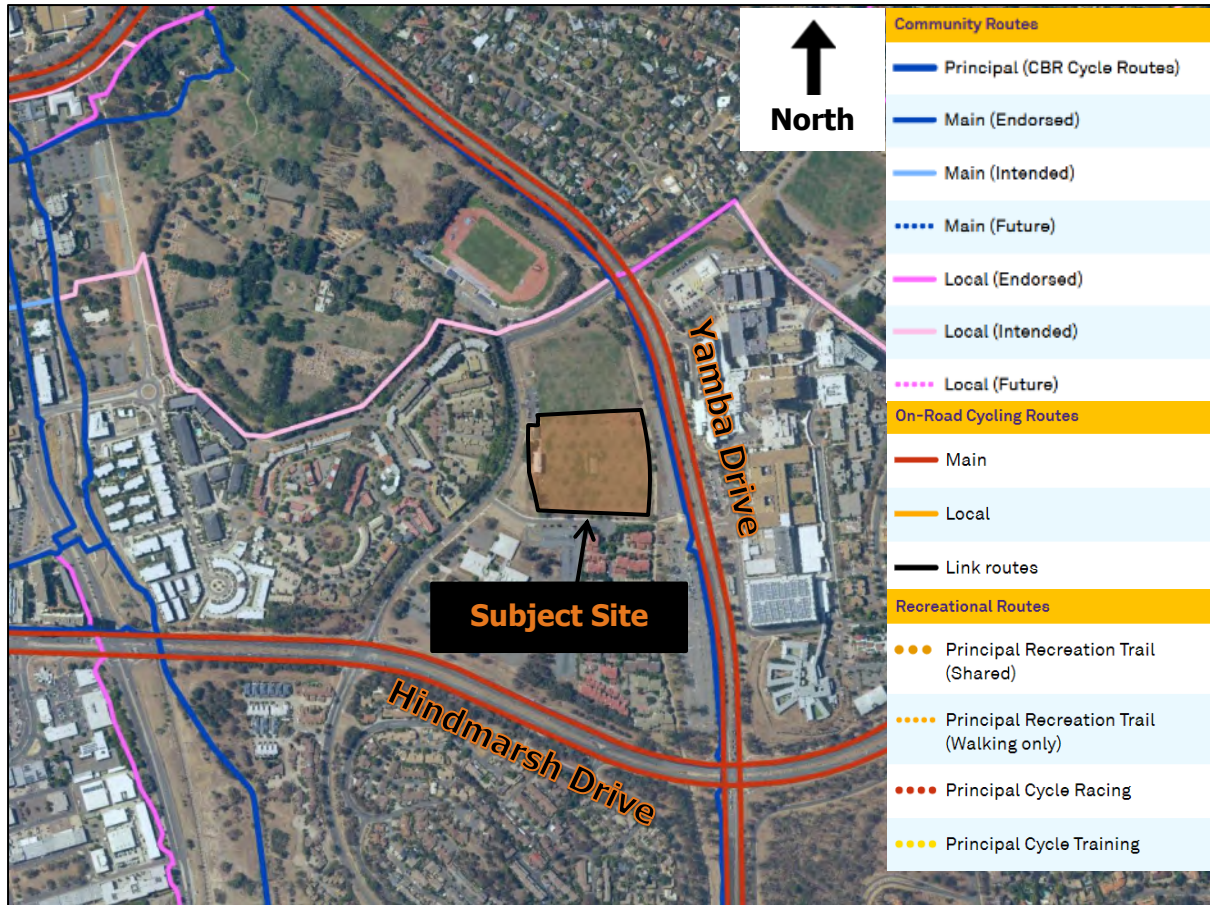 North
Community Routes
Principal (CBR Cycle Routes)
Main (Endorsed)
Main (Intended)
Main (Future)
Local (Endorsed)
Local (Intended)
Local (Future)
On-Road Cycling Routes
Main
Local
Link routes
Recreational Routes
Principal Recreation Trail
(Shared)
Principal Recreation Trail
(Walking only)
Principal Cycle Racing
Principal Cycle Training
Yamba Drive
Subject Site
Hindmarsh Drive